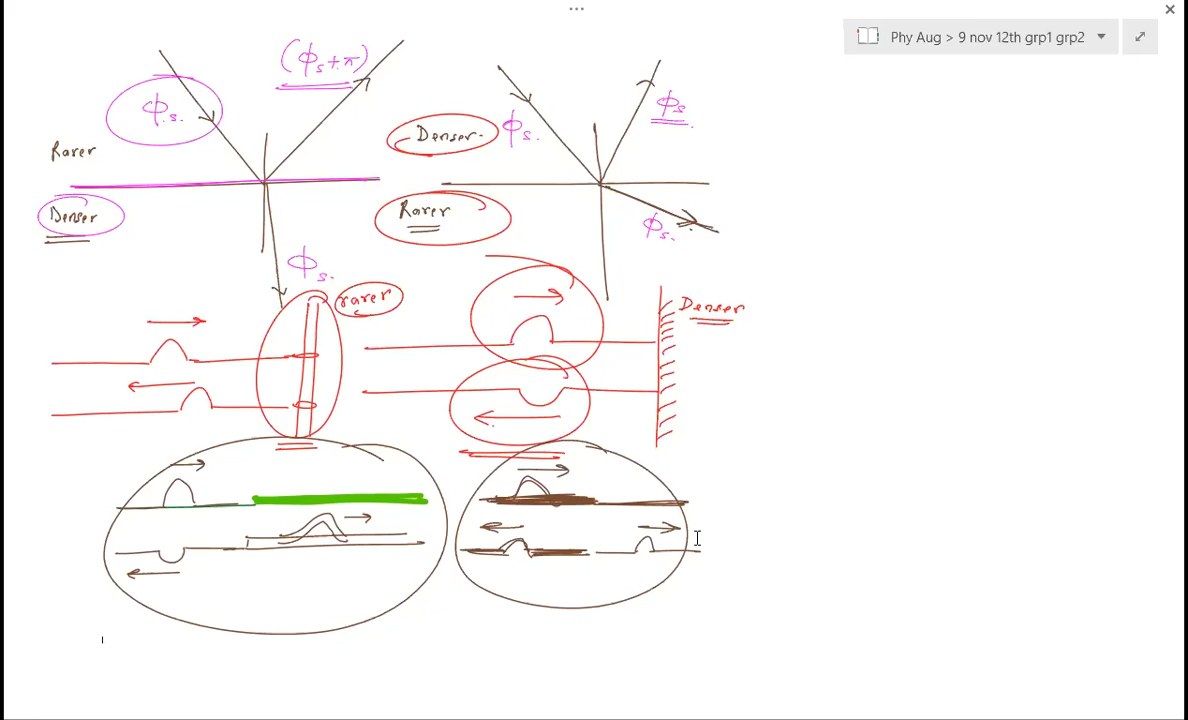 Phy Aug > 9 nov 12th grp1 grp2
ϕs.
(ϕs+π)
Rarer
Denser
ϕs.
Denser.
ϕs.
ϕs.
Rarer
ϕs.
rarer
Denser